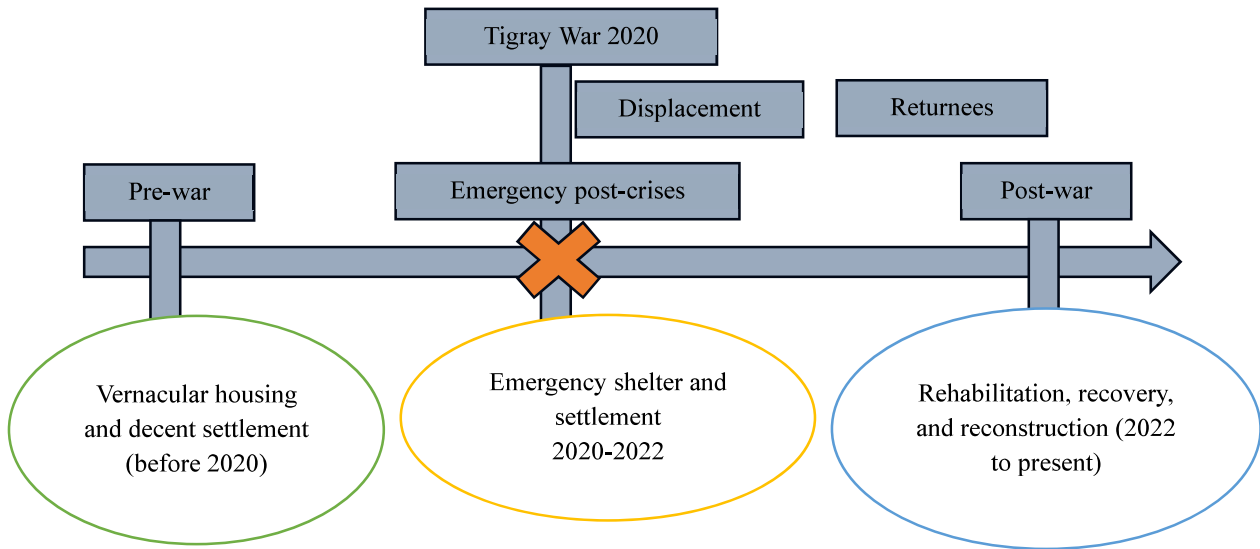 Tigray War 2020
Displacement
Returnees
Pre-war
Emergency post-crises
Post-war
Vernacular housing
and decent settlement
(before 2020)
Emergency shelter and
settlement
2020-2022
Rehabilitation, recovery,
and reconstruction (2022
to present)